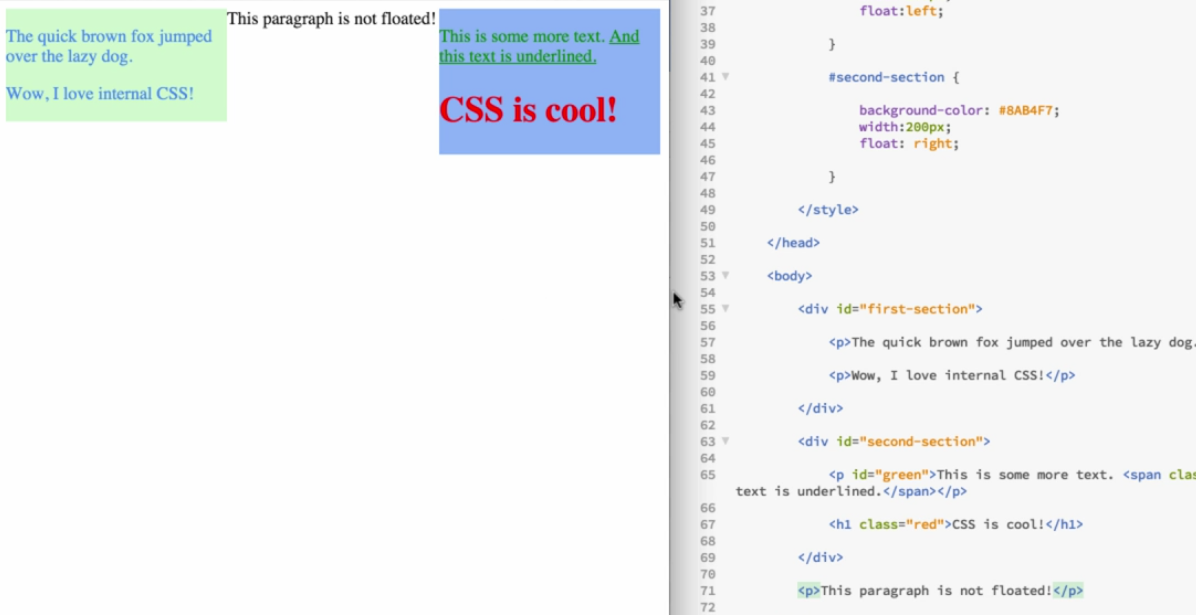 The quick brown fox jumped
over the lazy dog.
Wow, I love internal CSS!
This paragraph is not floated!
This is some more text. And
this text is underlined.
CSS is cool!
37 float:left;
38
39 }
40
41 #second-section {
42
43 background-color: #8AB4F7;
44 width:200px;
45 float: right;
46
47 }
48
49 </style>
50
51 </head>
52
53 <body>
54
55 <div id="first-section">
56
57 <p>The quick brown fox jumped over the lazy dog.
58
59 <p>Wow, I love internal CSS!</p>
60
61 </div>
62
63 <div id="second-section">
64
65 <p id="green">This is some more text. <span clas
text is underlined.</span></p>
66
67 <h1 class="red">CSS is cool!</h1>
68
69 </div>
70
71 <p>This paragraph is not floated!</p>
72